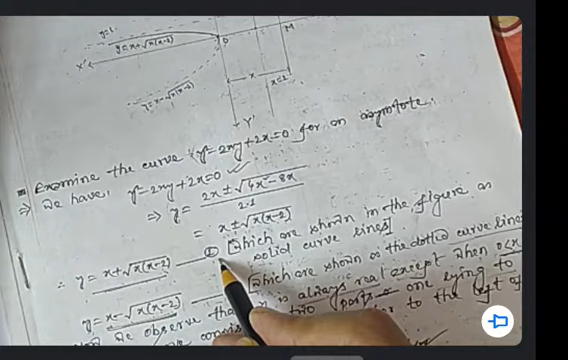 y=1
y=x+√x(x-2)
X'
O
M
x
x=2
y=x-√x(x-2)
Y'
Examine the curve y²-2xy+2x=0 for an asymptote.
⇒ We have, y²-2xy+2x=0
⇒ y = 2x±√4x²-8x / 2.1
= x±√x(x-2)
∴ y = x+√x(x-2) — ① [Which are shown in the figure as
solid curve lines].
y = x-√x(x-2) [Which are shown as the dotted curve lines
we observe that it is always real except when 0<x
two parts — one lying to
to the left of